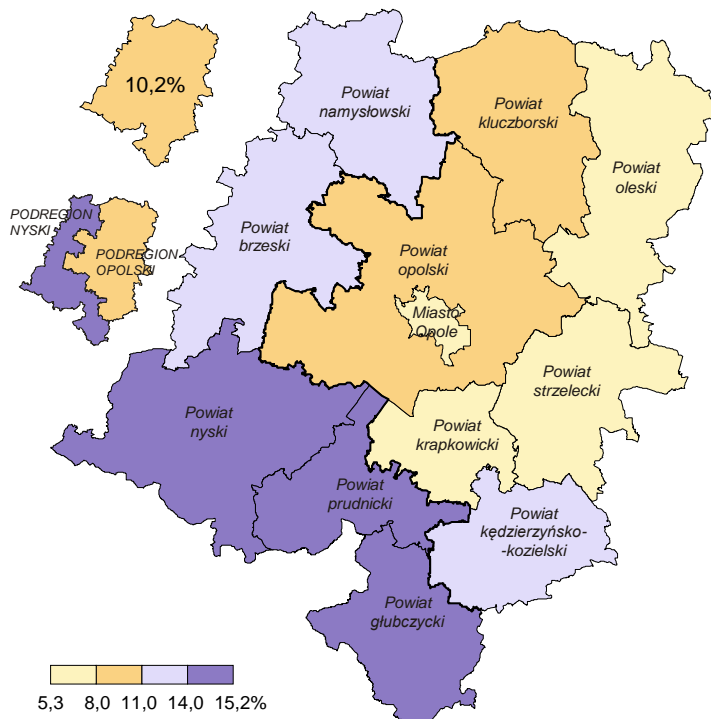 10,2%
PODREGION
NYSKI
PODREGION
OPOLSKI
Powiat
namysłowski
Powiat
kluczborski
Powiat
oleski
Powiat
brzeski
Powiat
opolski
Miasto
Opole
Powiat
strzelecki
Powiat
nyski
Powiat
krapkowicki
Powiat
prudnicki
Powiat
kędzierzyńsko-
-kozielski
Powiat
głubczycki
5,3 8,0 11,0 14,0 15,2%